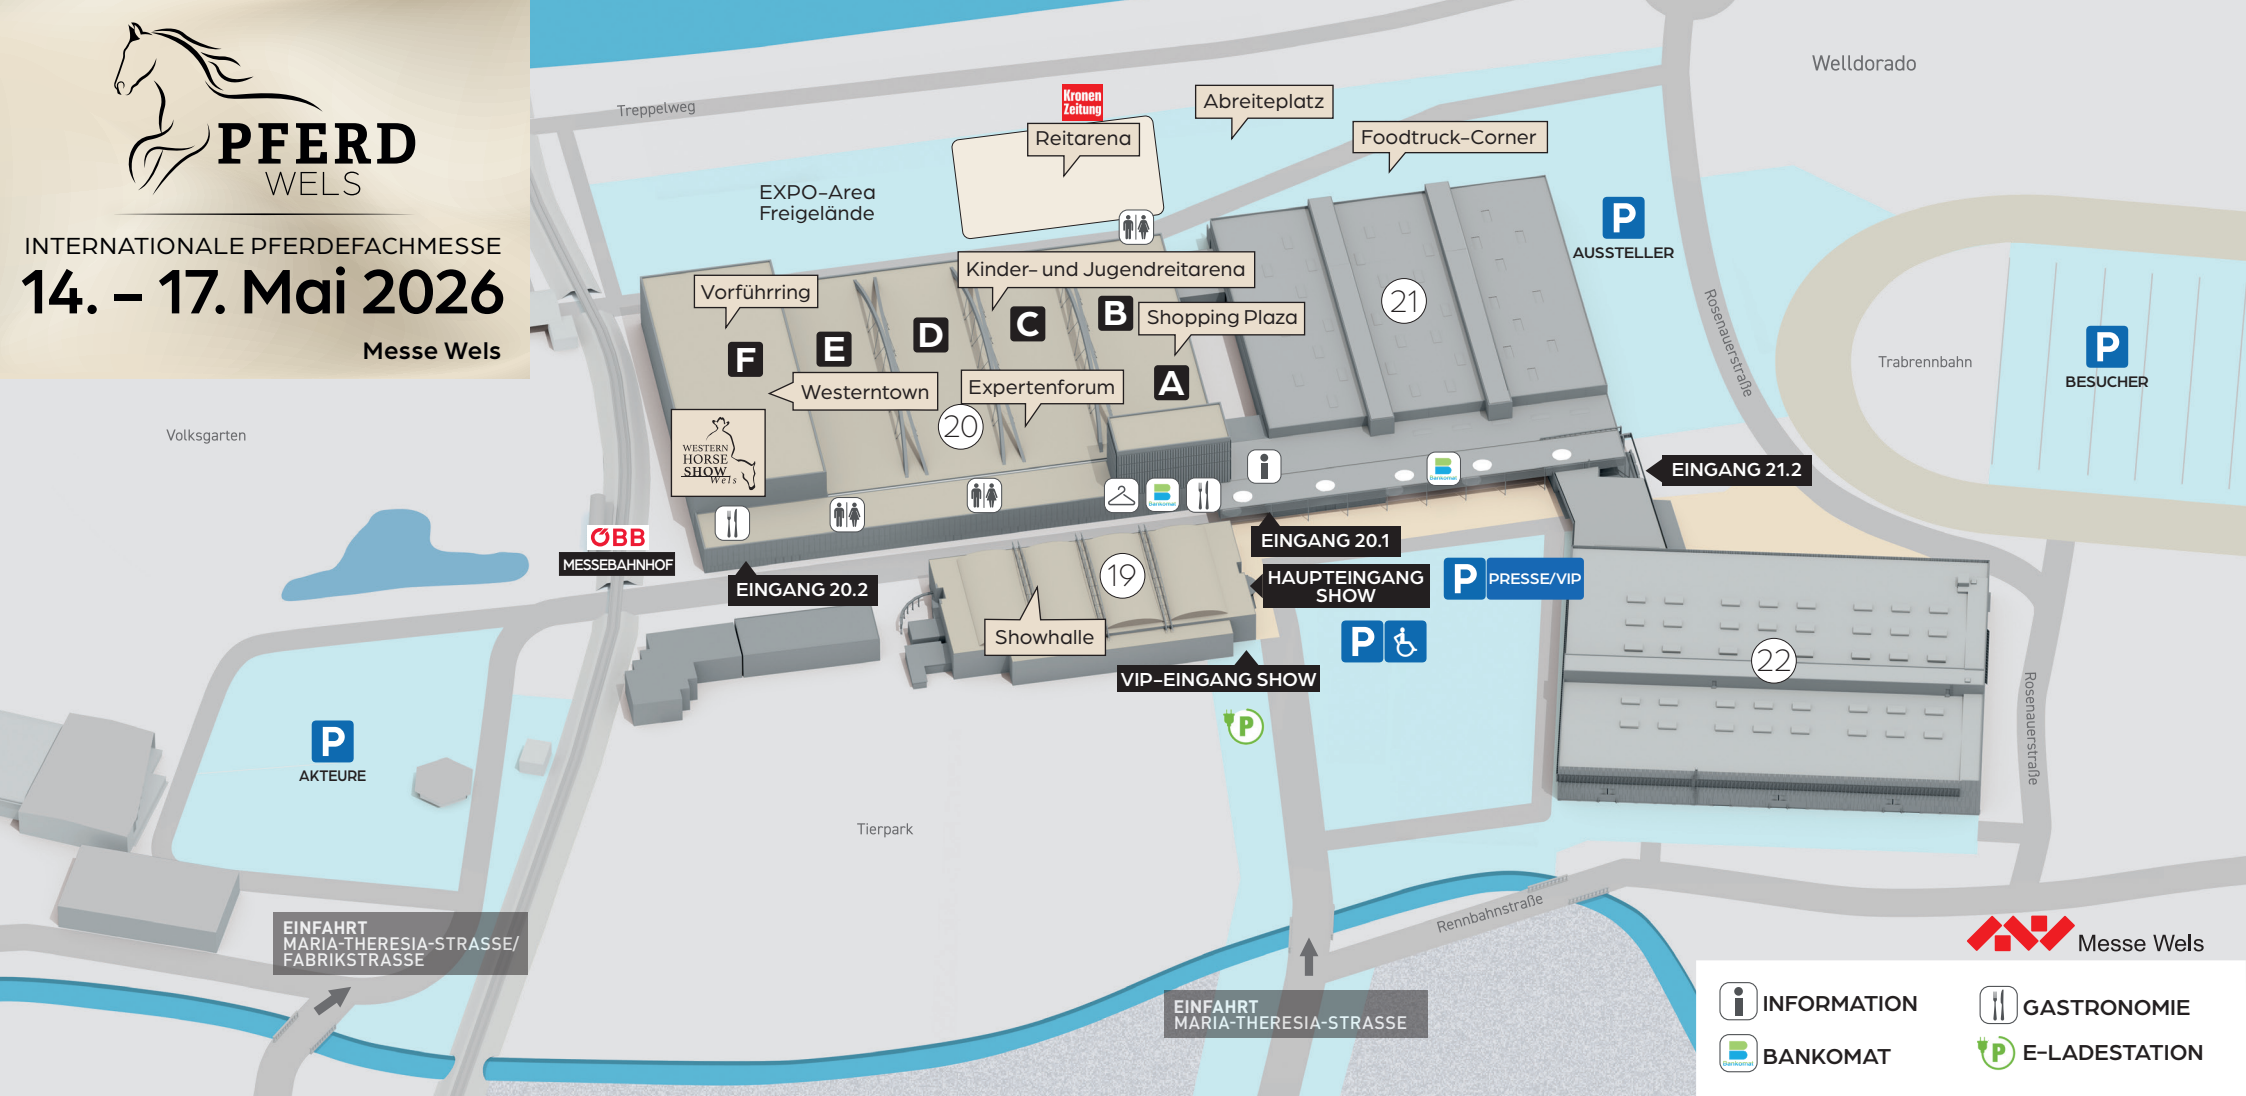 PFERD
WELS
INTERNATIONALE PFERDEFACHMESSE
14. – 17. Mai 2026
Messe Wels
Treppelweg
Welldorado
Kronen
Zeitung
Reitarena
Abreiteplatz
Foodtruck-Corner
EXPO-Area
Freigelände
P
AUSSTELLER
Vorführring
Kinder- und Jugendreitarena
Shopping Plaza
F
E
D
C
B
A
21
Westerntown
Expertenforum
20
Rosenauerstraße
Trabrennbahn
P
BESUCHER
Volksgarten
WESTERN
HORSE
SHOW
Wels
i
Bankomat
Bankomat
EINGANG 21.2
ÖBB
MESSEBAHNHOF
EINGANG 20.2
EINGANG 20.1
19
HAUPTEINGANG
SHOW
P PRESSE/VIP
Showhalle
P
VIP-EINGANG SHOW
22
P
Rosenauerstraße
P
AKTEURE
Tierpark
Rennbahnstraße
EINFAHRT
MARIA-THERESIA-STRASSE/
FABRIKSTRASSE
EINFAHRT
MARIA-THERESIA-STRASSE
Messe Wels
i INFORMATION
GASTRONOMIE
Bankomat BANKOMAT
P E-LADESTATION